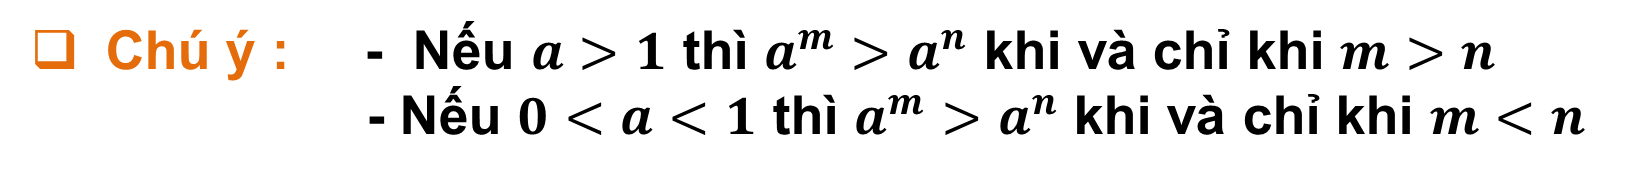 ❑ Chú ý : - Nếu a > 1 thì aᵐ > aⁿ khi và chỉ khi m > n
- Nếu 0 < a < 1 thì aᵐ > aⁿ khi và chỉ khi m < n